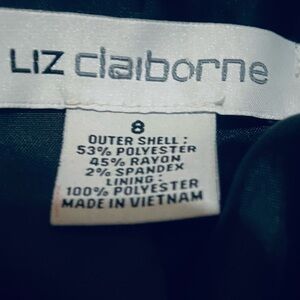 LIZ claiborne
8
OUTER SHELL:
53% POLYESTER
45% RAYON
2% SPANDEX
LINING:
100% POLYESTER
MADE IN VIETNAM